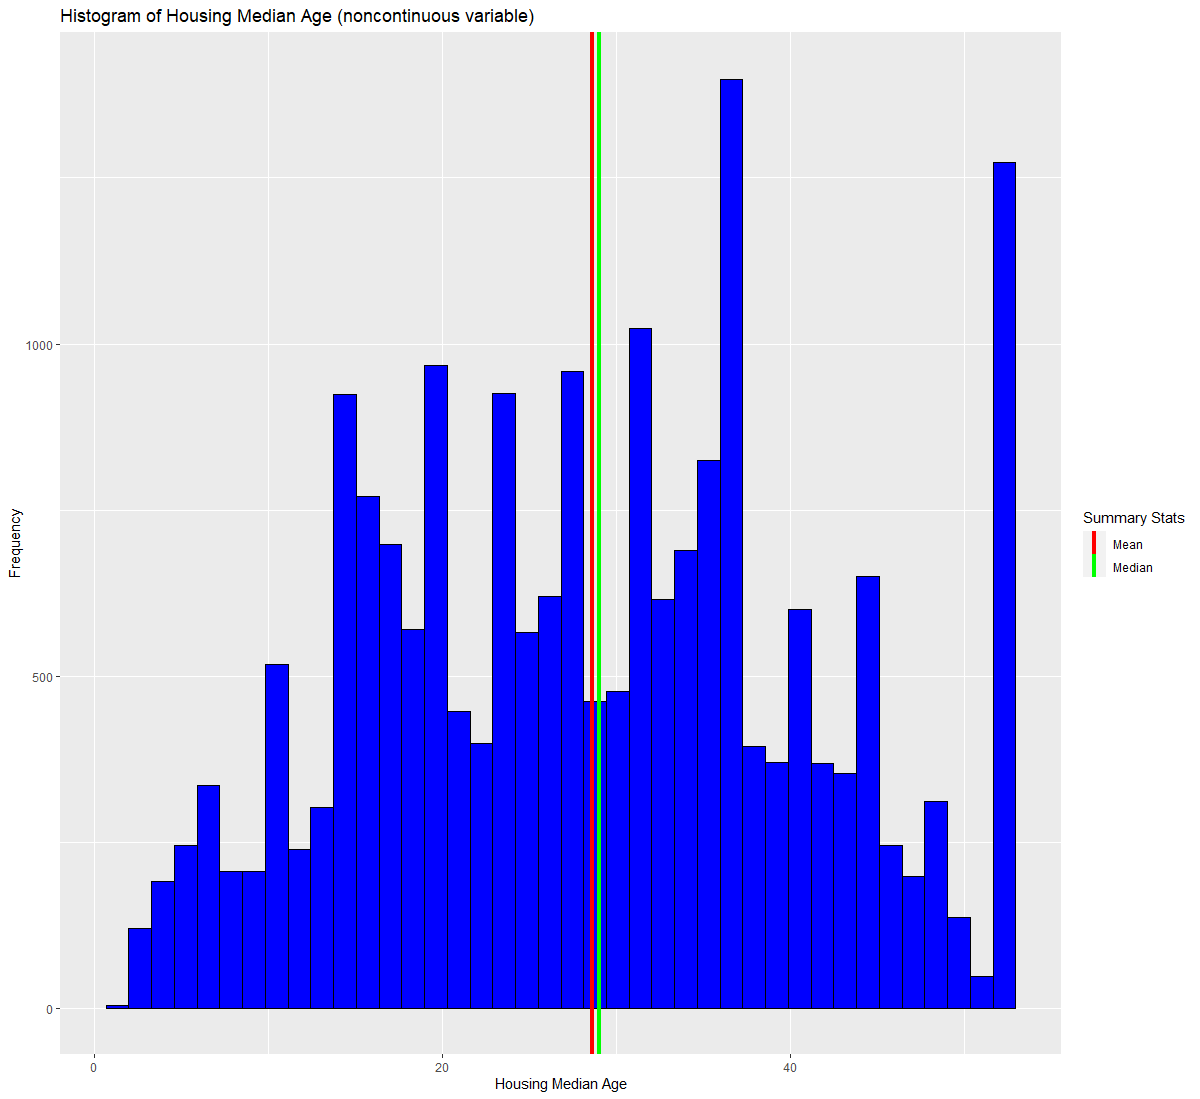 Histogram of Housing Median Age (noncontinuous variable)
1000
500
0
Frequency
0
20
40
Housing Median Age
Summary Stats
Mean
Median